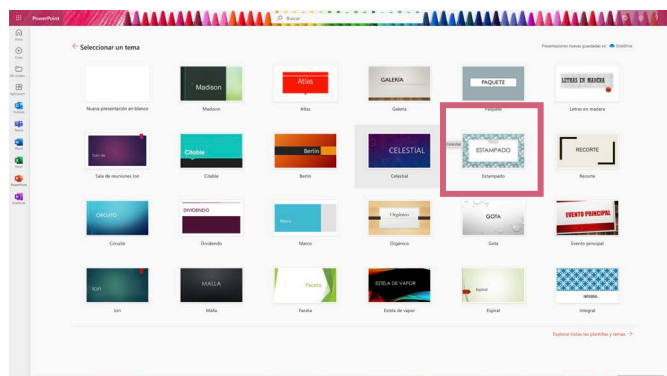 PowerPoint
Buscar
← Seleccionar un tema
Presentaciones nuevas guardadas en OneDrive
Madison
Atlas
GALERÍA
PAQUETE
LETRAS EN MADERA
Nueva presentación en blanco
Madison
Atlas
Galería
Paquete
Letras en madera
Citable
Berlín
CELESTIAL
Celestial
ESTAMPADO
RECORTE
Sala de reuniones Ion
Citable
Berlín
Celestial
Estampado
Recorte
CIRCUITO
DIVIDENDO
Marco
Orgánico
GOTA
EVENTO PRINCIPAL
Circuito
Dividendo
Marco
Orgánico
Gota
Evento principal
Ion
MALLA
Faceta
ESTELA DE VAPOR
Espiral
INTEGRAL
Ion
Malla
Faceta
Estela de vapor
Espiral
Integral
Explorar todas las plantillas y temas →